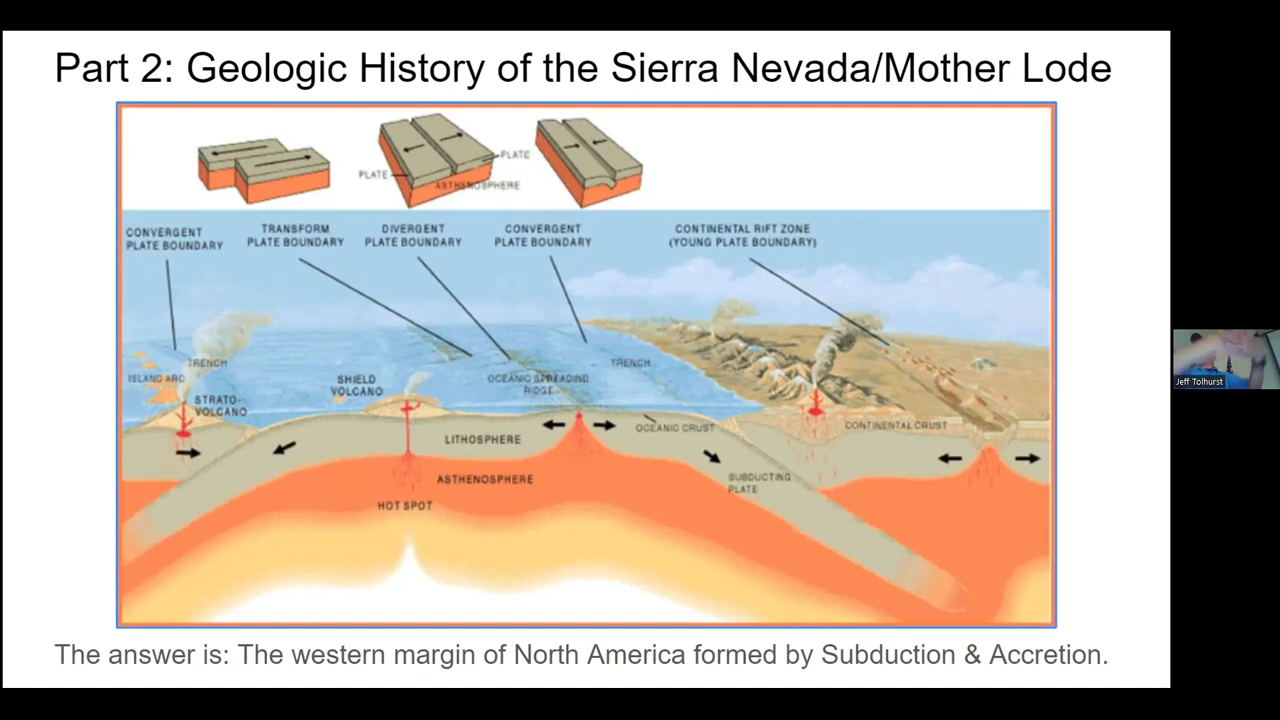 Part 2: Geologic History of the Sierra Nevada/Mother Lode
PLATE
PLATE
ASTHENOSPHERE
CONVERGENT
PLATE BOUNDARY
TRANSFORM
PLATE BOUNDARY
DIVERGENT
PLATE BOUNDARY
CONVERGENT
PLATE BOUNDARY
CONTINENTAL RIFT ZONE
(YOUNG PLATE BOUNDARY)
TRENCH
ISLAND ARC
STRATO-
VOLCANO
SHIELD
VOLCANO
OCEANIC SPREADING
RIDGE
TRENCH
LITHOSPHERE
OCEANIC CRUST
CONTINENTAL CRUST
ASTHENOSPHERE
SUBDUCTING
PLATE
HOT SPOT
Jeff Tolhurst
The answer is: The western margin of North America formed by Subduction & Accretion.